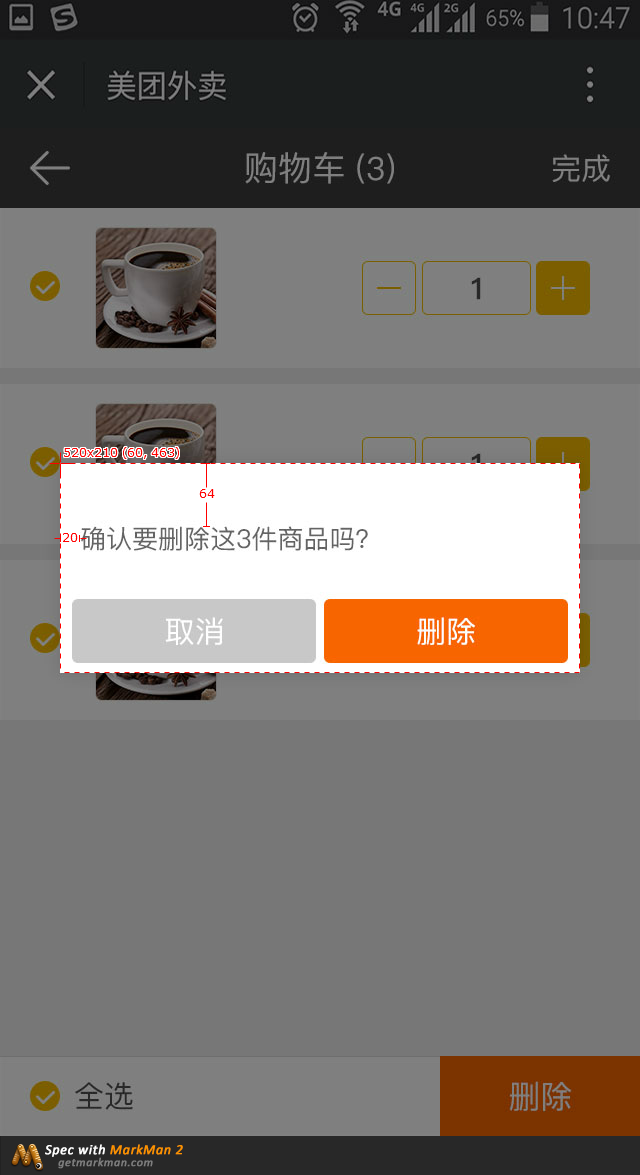 4G 4G 2G 65% 10:47
美团外卖
购物车 (3) 完成
1
1
520x210 (60, 463)
64
20
确认要删除这3件商品吗?
取消 删除
全选 删除
Spec with MarkMan 2
getmarkman.com